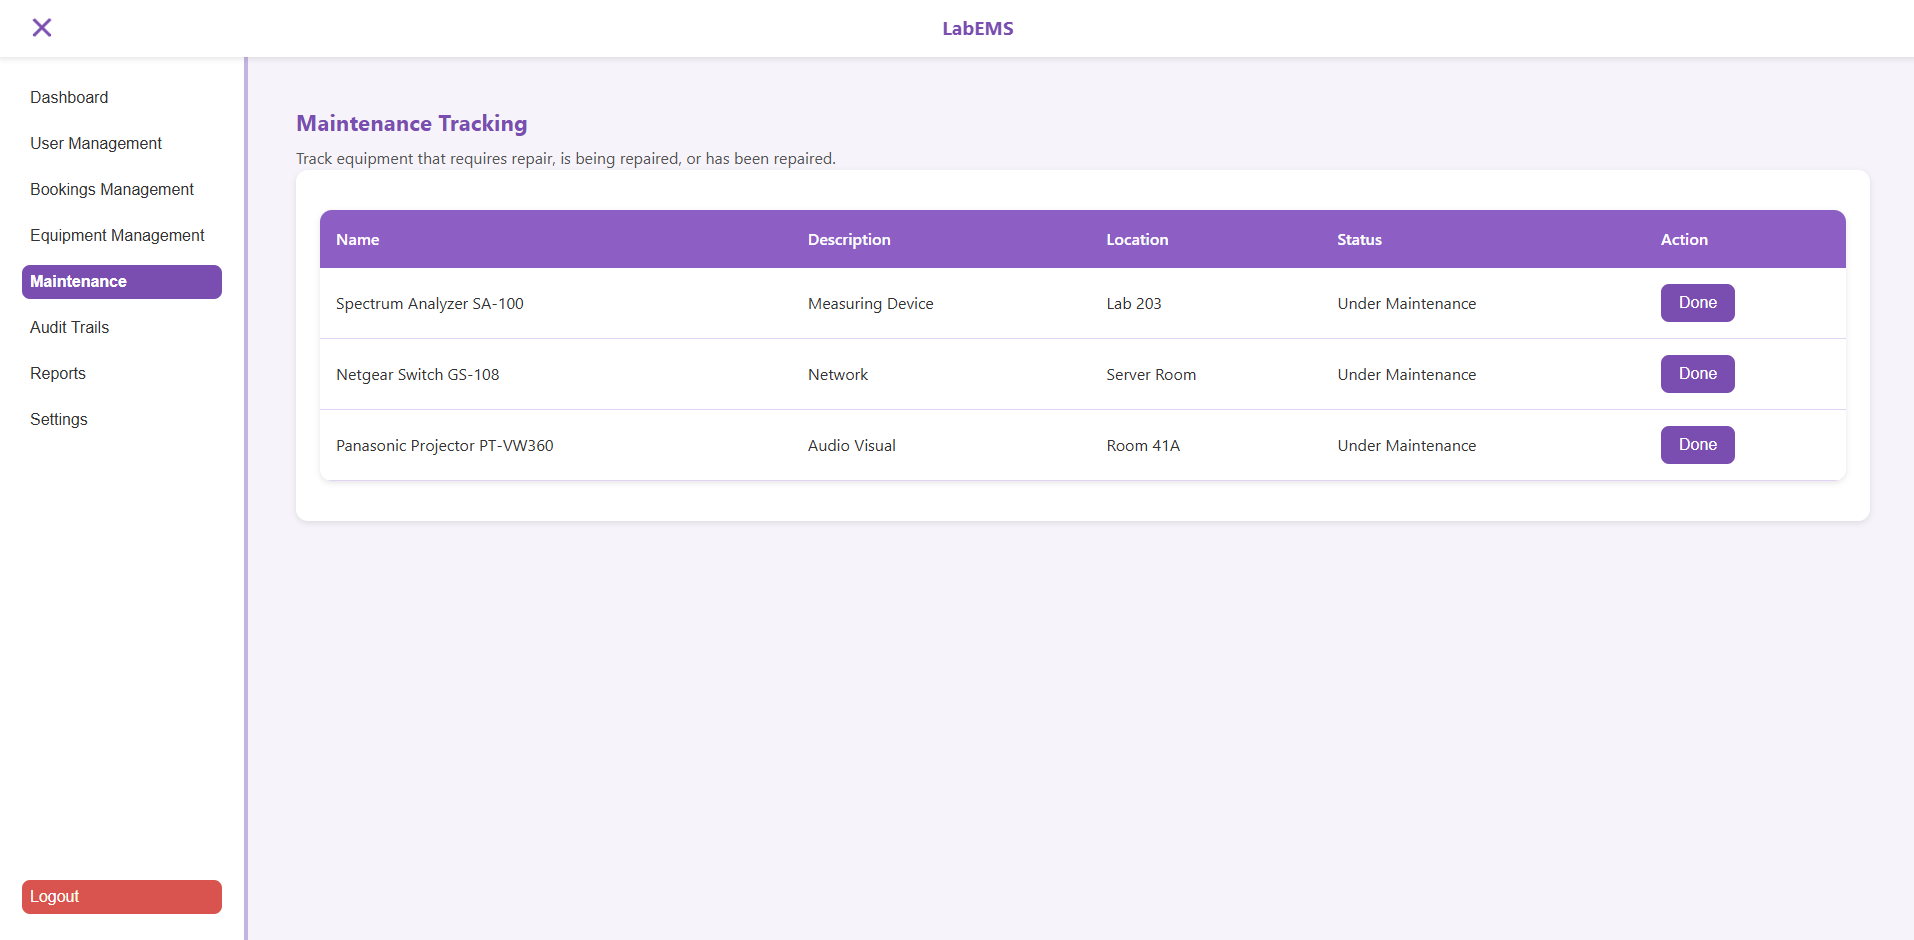 LabEMS
Dashboard
User Management
Bookings Management
Equipment Management
Maintenance
Audit Trails
Reports
Settings
Logout
Maintenance Tracking
Track equipment that requires repair, is being repaired, or has been repaired.
Name Description Location Status Action
Spectrum Analyzer SA-100 Measuring Device Lab 203 Under Maintenance Done
Netgear Switch GS-108 Network Server Room Under Maintenance Done
Panasonic Projector PT-VW360 Audio Visual Room 41A Under Maintenance Done